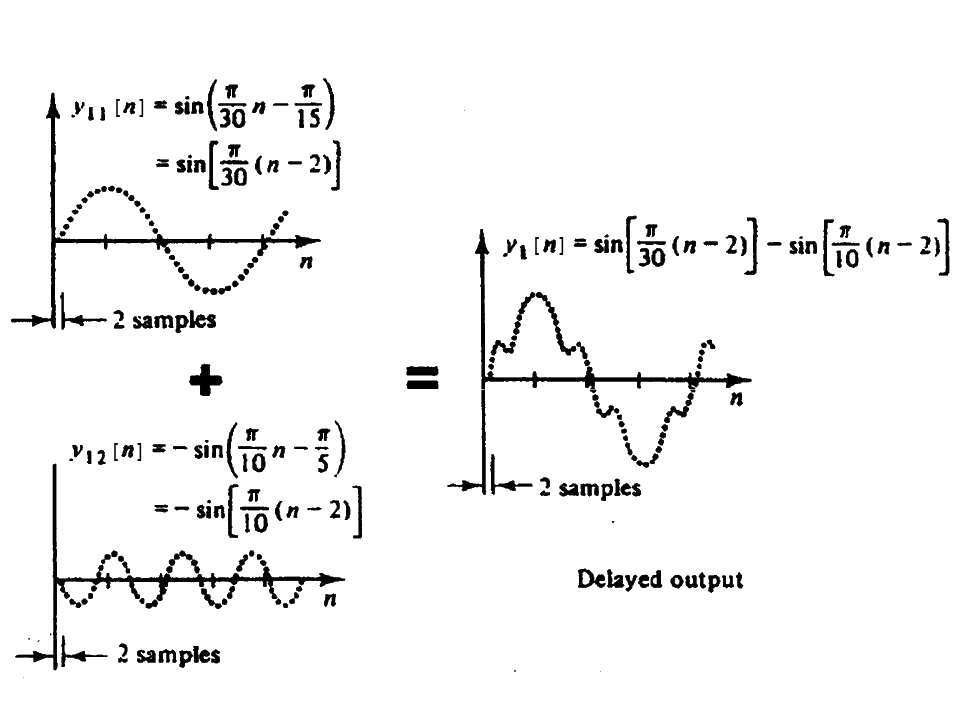 y₁₁[n] = sin(π/30 n − π/15)
= sin[π/30 (n − 2)]
n
2 samples
+
=
y₁[n] = sin[π/30 (n − 2)] − sin[π/10 (n − 2)]
n
2 samples
y₁₂[n] = − sin(π/10 n − π/5)
= − sin[π/10 (n − 2)]
n
2 samples
Delayed output